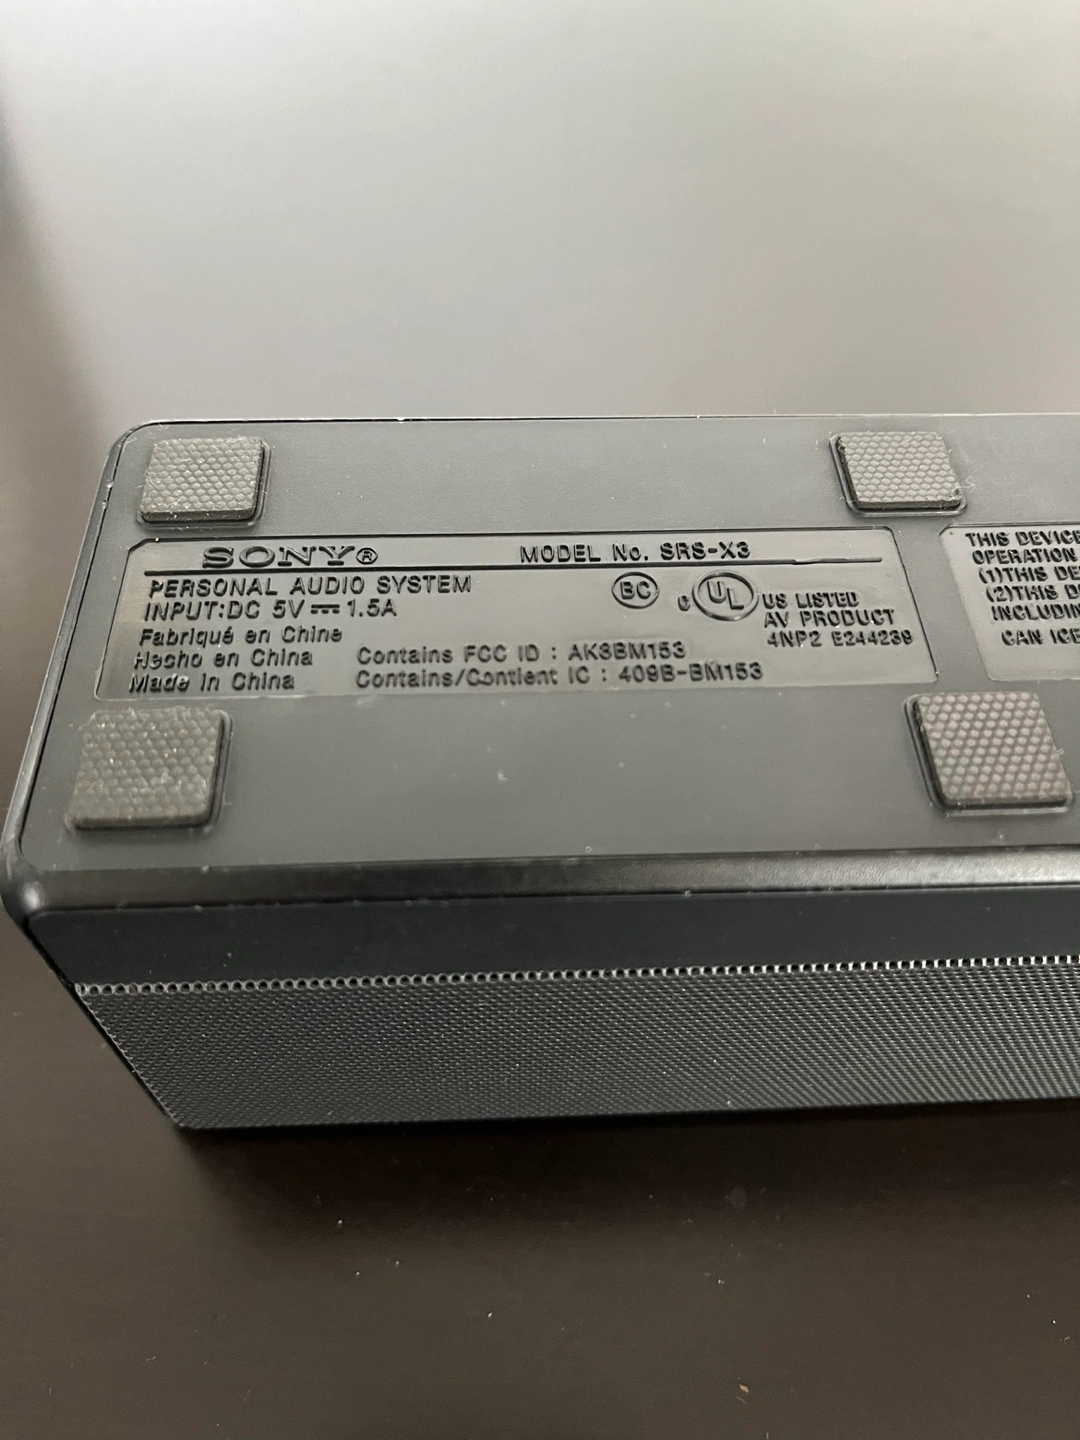 SONY®
MODEL No. SRS-X3
PERSONAL AUDIO SYSTEM
INPUT:DC 5V⎓1.5A
BC
c UL US LISTED
AV PRODUCT
4NP2 E244239
Fabriqué en Chine
Hecho en China
Made in China
Contains FCC ID : AK8BM153
Contains/Contient IC : 409B-BM153
THIS DEVICE
OPERATION
(1)THIS DE
(2)THIS D
INCLUDIN
CAN ICE